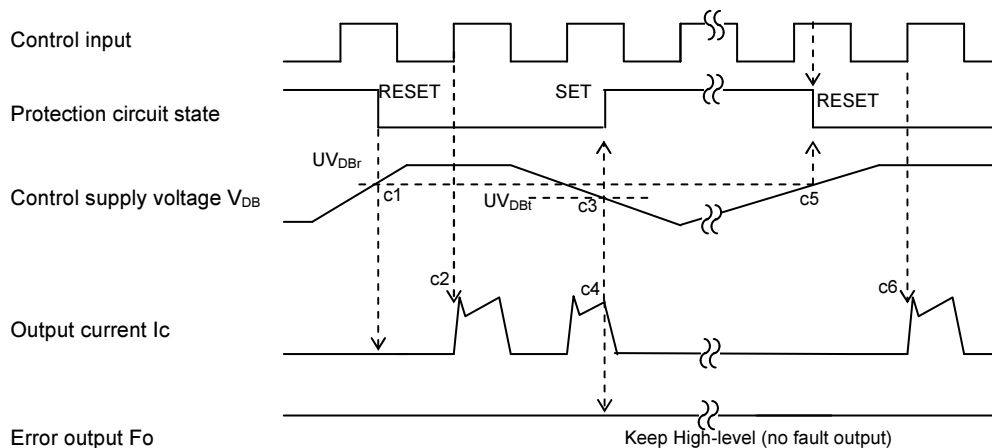 Control input
RESET
SET
RESET
Protection circuit state
UVDBr
c1
Control supply voltage VDB
UVDBt
c3
c5
c2
c4
c6
Output current Ic
Error output Fo
Keep High-level (no fault output)